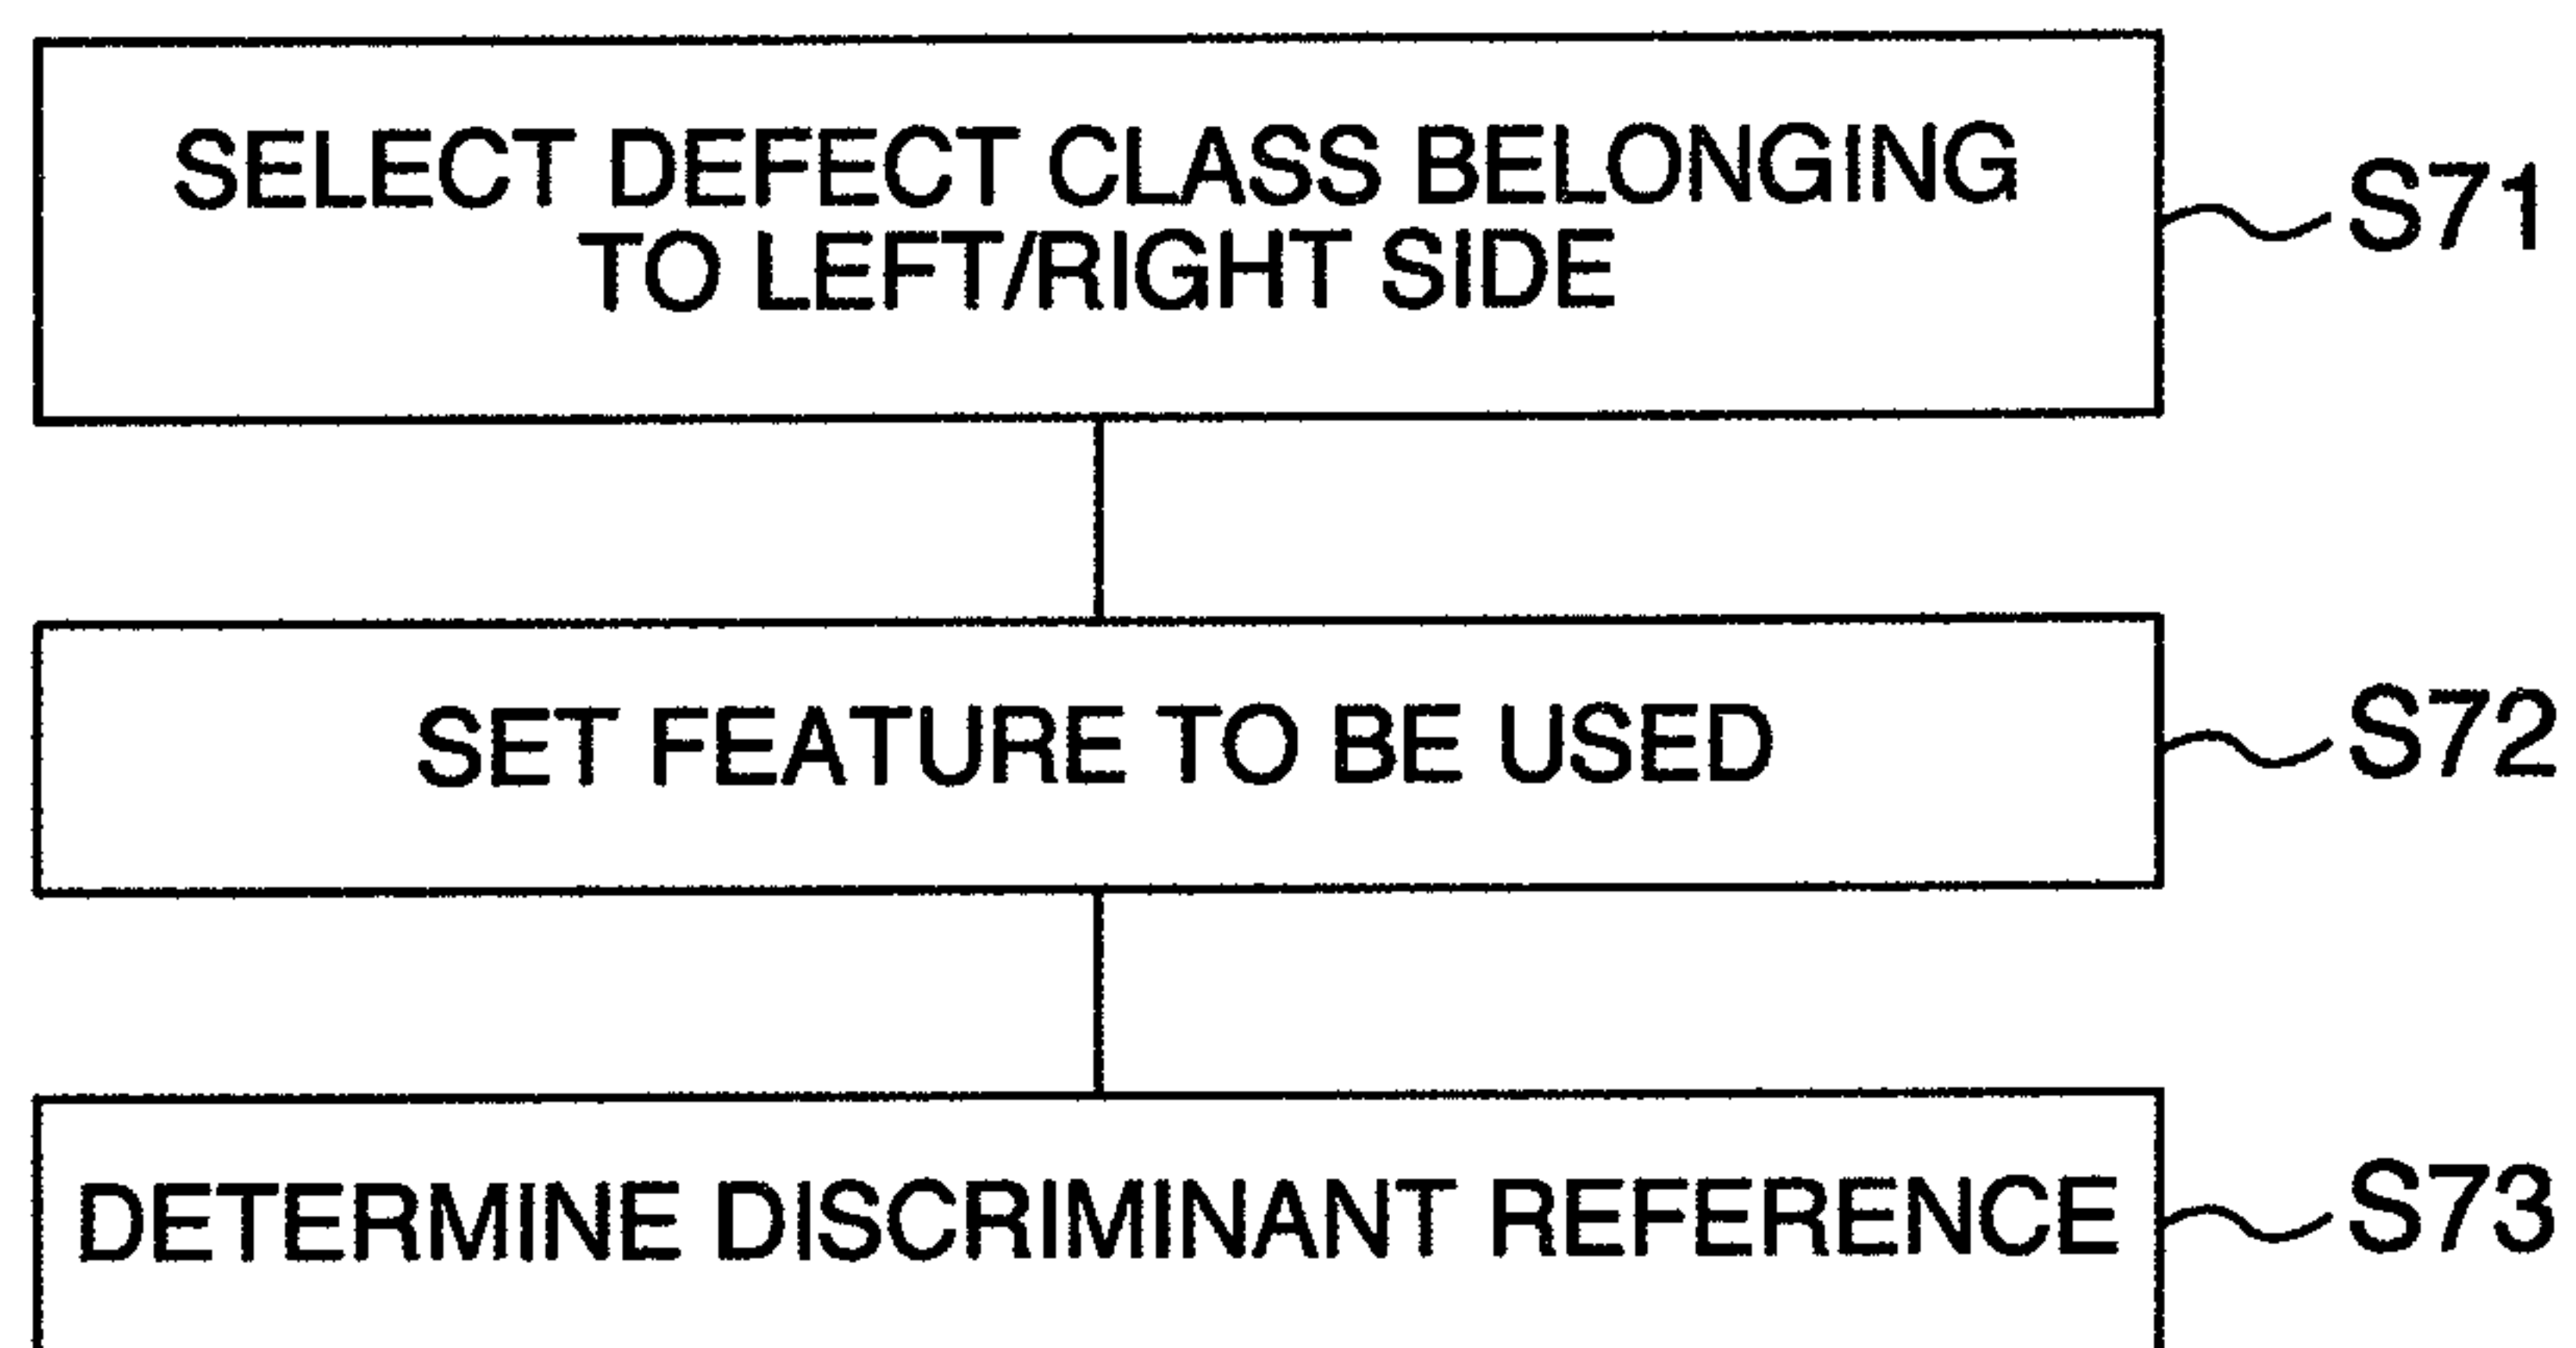 SELECT DEFECT CLASS BELONGING
TO LEFT/RIGHT SIDE
S71
SET FEATURE TO BE USED
S72
DETERMINE DISCRIMINANT REFERENCE
S73